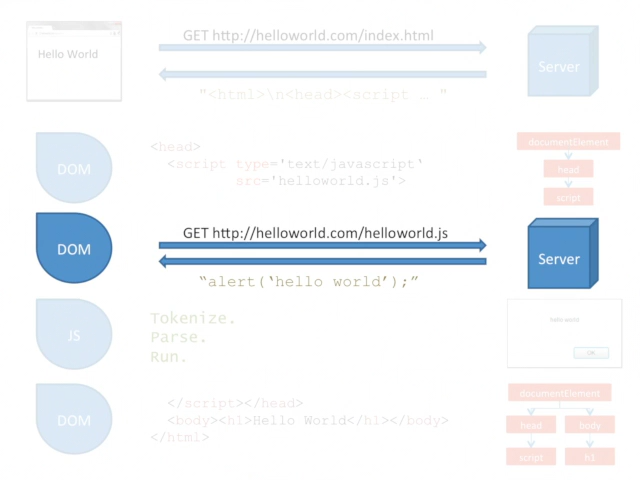 GET http://helloworld.com/index.html
Hello World
Server
"<html>\n<head><script … "
<head>
documentElement
<script type='text/javascript'
DOM
head
src='helloworld.js'>
script
GET http://helloworld.com/helloworld.js
DOM
Server
“alert(‘hello world’);”
Tokenize.
hello world
JS
Parse.
Run.
OK
documentElement
</script></head>
DOM
<body><h1>Hello World</h1></body>
head
body
</html>
script
h1